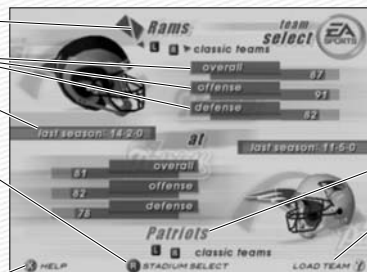 Rams
team
select
EA
SPORTS
L R classic teams
overall
87
offense
91
defense
82
last season: 14-2-0
at
last season: 11-5-0
overall
81
offense
82
defense
78
Patriots
L R classic teams
X HELP
R STADIUM SELECT
LOAD TEAM Y